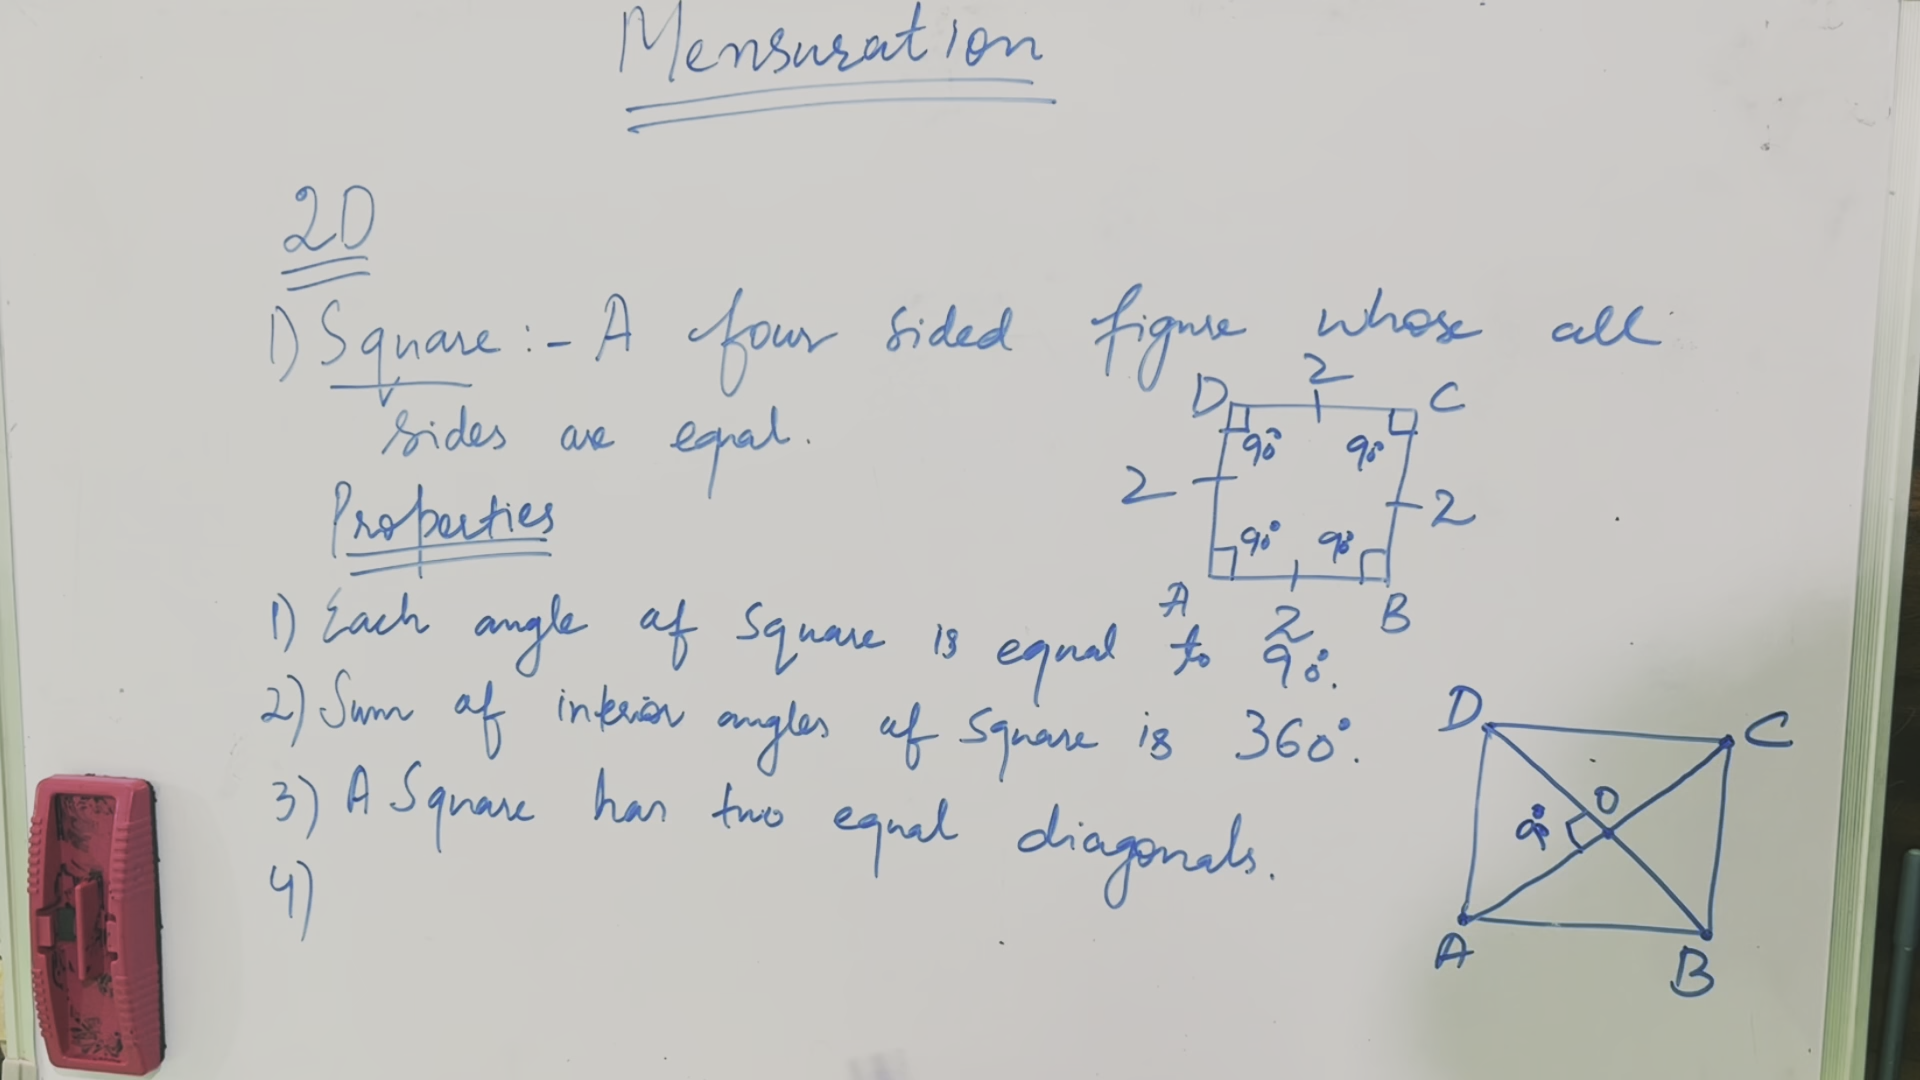 Mensuration
2D
1) Square :- A four sided figure whose all
sides are equal.
Properties
1) Each angle of square is equal to 90°.
2) Sum of interior angles of square is 360°.
3) A Square has two equal diagonals.
4)
D 2 C
90° 90°
2 2
90° 90°
A 2 B
D C
O
90°
A B